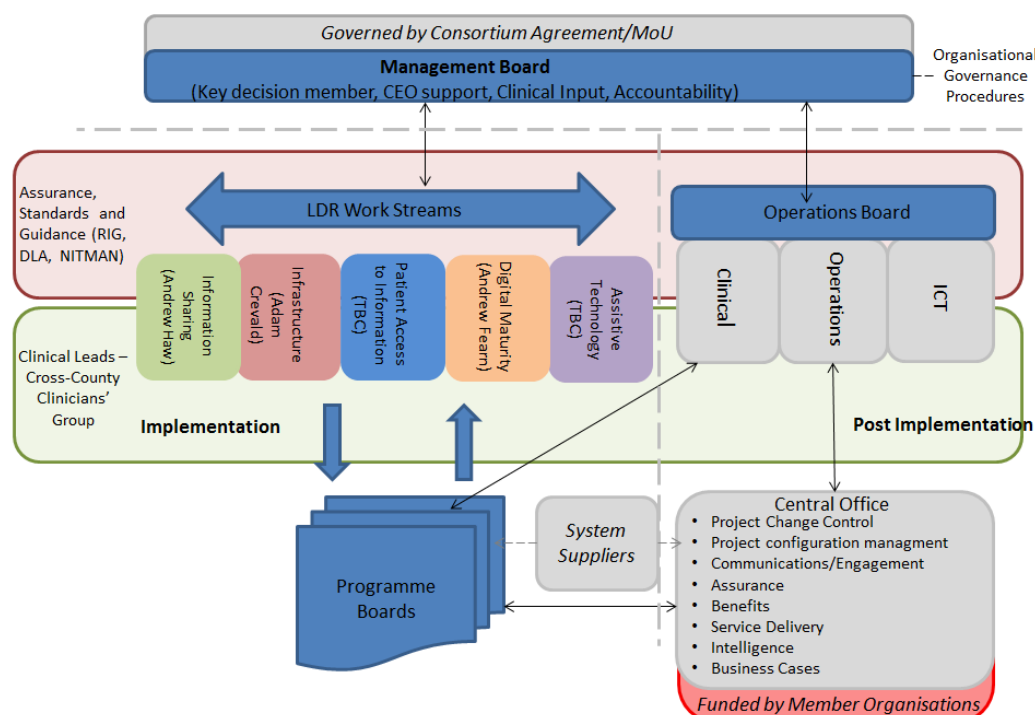 Governed by Consortium Agreement/MoU
Management Board
(Key decision member, CEO support, Clinical Input, Accountability)
Organisational
Governance
Procedures
Assurance,
Standards and
Guidance (RIG,
DLA, NITMAN)
LDR Work Streams
Operations Board
Information
Sharing
(Andrew Haw)
Infrastructure
(Adam
Crevald)
Patient Access
to Information
(TBC)
Digital Maturity
(Andrew Fearn)
Assistive
Technology
(TBC)
Clinical
Operations
ICT
Clinical Leads –
Cross-County
Clinicians'
Group
Implementation
Post Implementation
Programme
Boards
System
Suppliers
Central Office
• Project Change Control
• Project configuration managment
• Communications/Engagement
• Assurance
• Benefits
• Service Delivery
• Intelligence
• Business Cases
Funded by Member Organisations